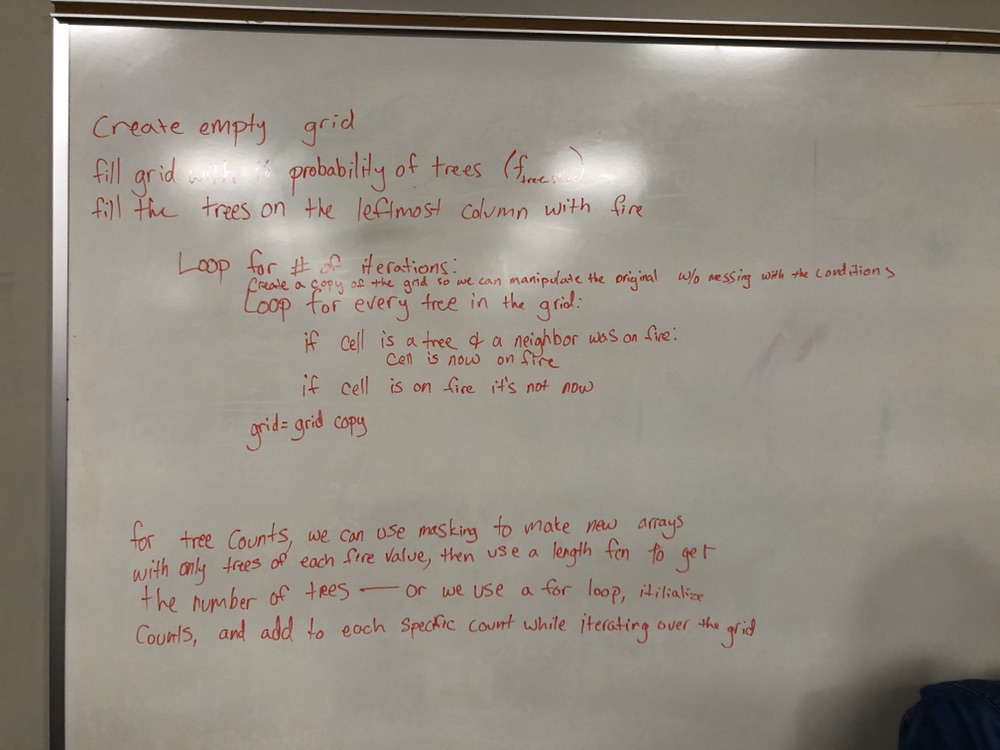 Create empty grid
fill grid with probability of trees (ftree
fill the trees on the leftmost column with fire
Loop for # of iterations:
Create a copy of the grid so we can manipulate the original w/o messing with the conditions
Loop for every tree in the grid:
if cell is a tree & a neighbor was on fire:
cell is now on fire
if cell is on fire it's not now
grid = grid copy
for tree counts, we can use masking to make new arrays
with only trees of each fire value, then use a length fcn to get
the number of trees — or we use a for loop, itilialize
counts, and add to each specific count while iterating over the grid